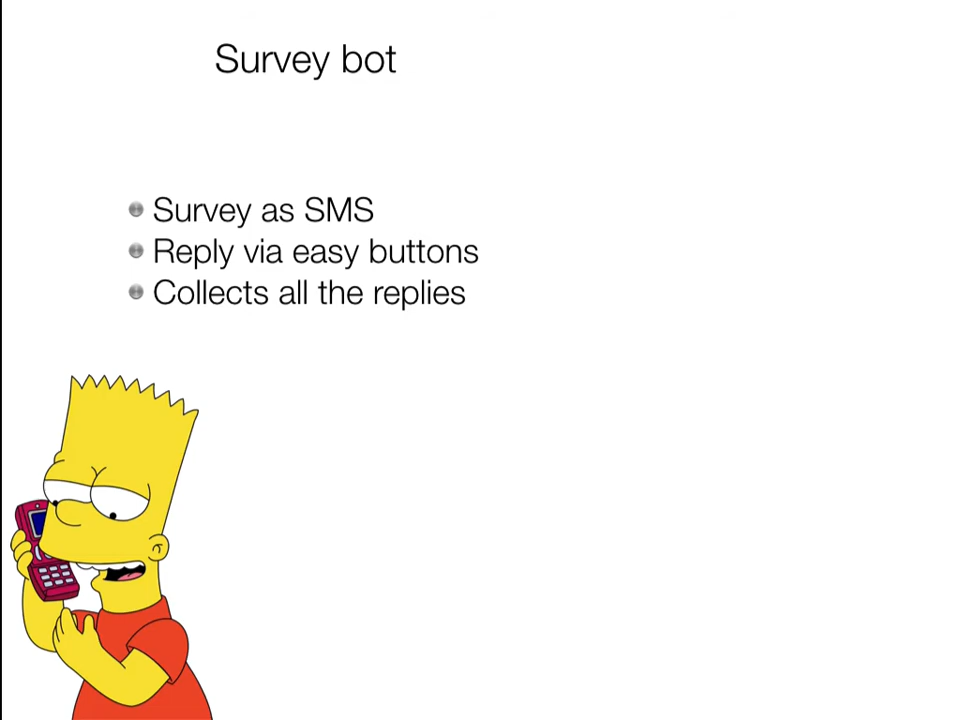 Survey bot
Survey as SMS
Reply via easy buttons
Collects all the replies